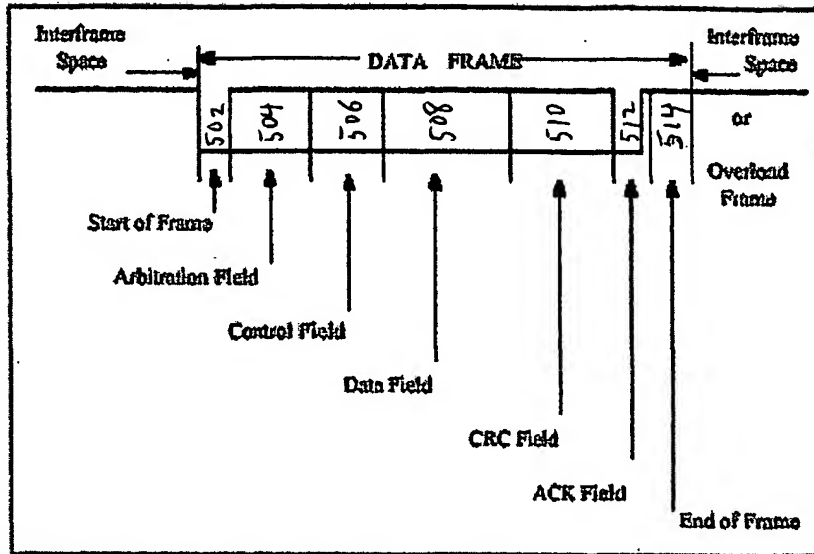 Interframe
Space
DATA FRAME
Interframe
Space
502
504
506
508
510
512
514
or
Overload
Frame
Start of Frame
Arbitration Field
Control Field
Data Field
CRC Field
ACK Field
End of Frame